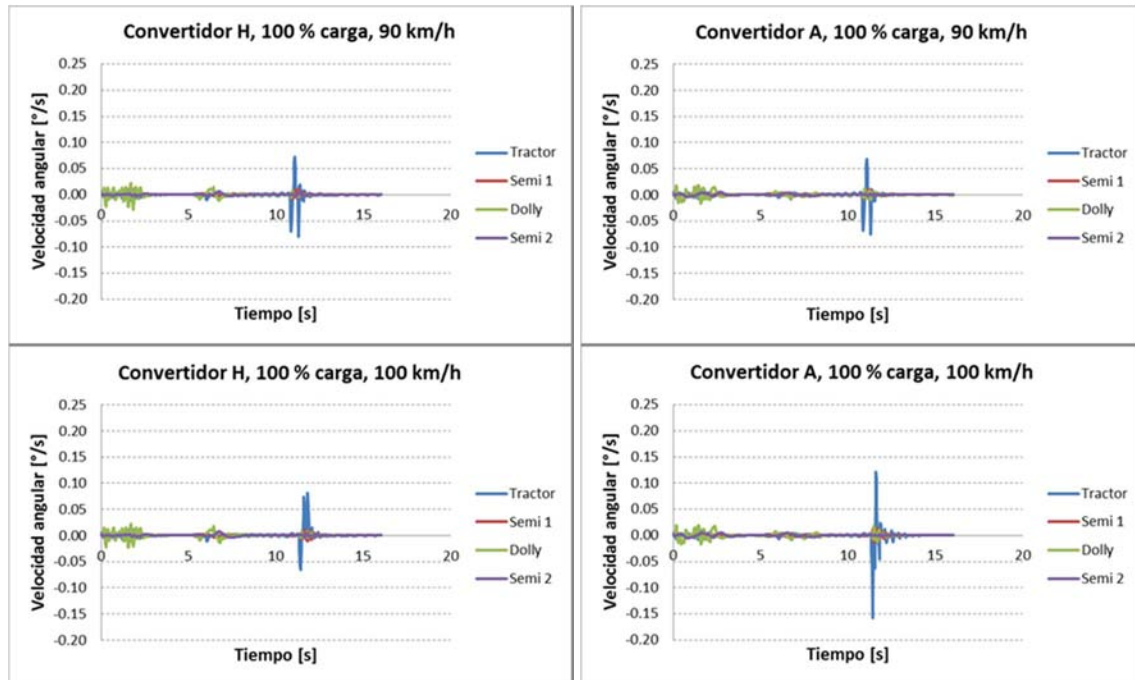 Convertidor H, 100 % carga, 90 km/h
Velocidad angular [°/s]
0.25
0.20
0.15
0.10
0.05
0.00
-0.05
-0.10
-0.15
-0.20
0
5
10
15
20
Tiempo [s]
Tractor
Semi 1
Dolly
Semi 2
Convertidor A, 100 % carga, 90 km/h
Velocidad angular [°/s]
0.25
0.20
0.15
0.10
0.05
0.00
-0.05
-0.10
-0.15
-0.20
0
5
10
15
20
Tiempo [s]
Tractor
Semi 1
Dolly
Semi 2
Convertidor H, 100 % carga, 100 km/h
Velocidad angular [°/s]
0.25
0.20
0.15
0.10
0.05
0.00
-0.05
-0.10
-0.15
-0.20
0
5
10
15
20
Tiempo [s]
Tractor
Semi 1
Dolly
Semi 2
Convertidor A, 100 % carga, 100 km/h
Velocidad angular [°/s]
0.25
0.20
0.15
0.10
0.05
0.00
-0.05
-0.10
-0.15
-0.20
0
5
10
15
20
Tiempo [s]
Tractor
Semi 1
Dolly
Semi 2